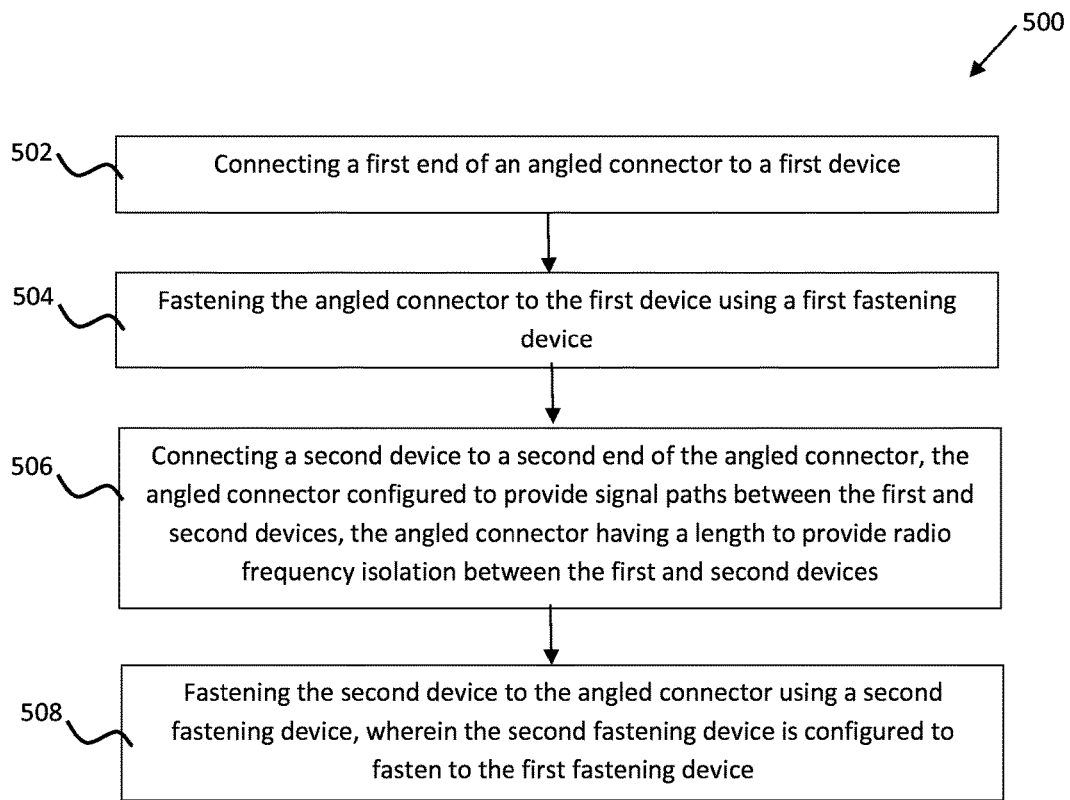 500
502
Connecting a first end of an angled connector to a first device
504
Fastening the angled connector to the first device using a first fastening
device
506
Connecting a second device to a second end of the angled connector, the
angled connector configured to provide signal paths between the first and
second devices, the angled connector having a length to provide radio
frequency isolation between the first and second devices
508
Fastening the second device to the angled connector using a second
fastening device, wherein the second fastening device is configured to
fasten to the first fastening device